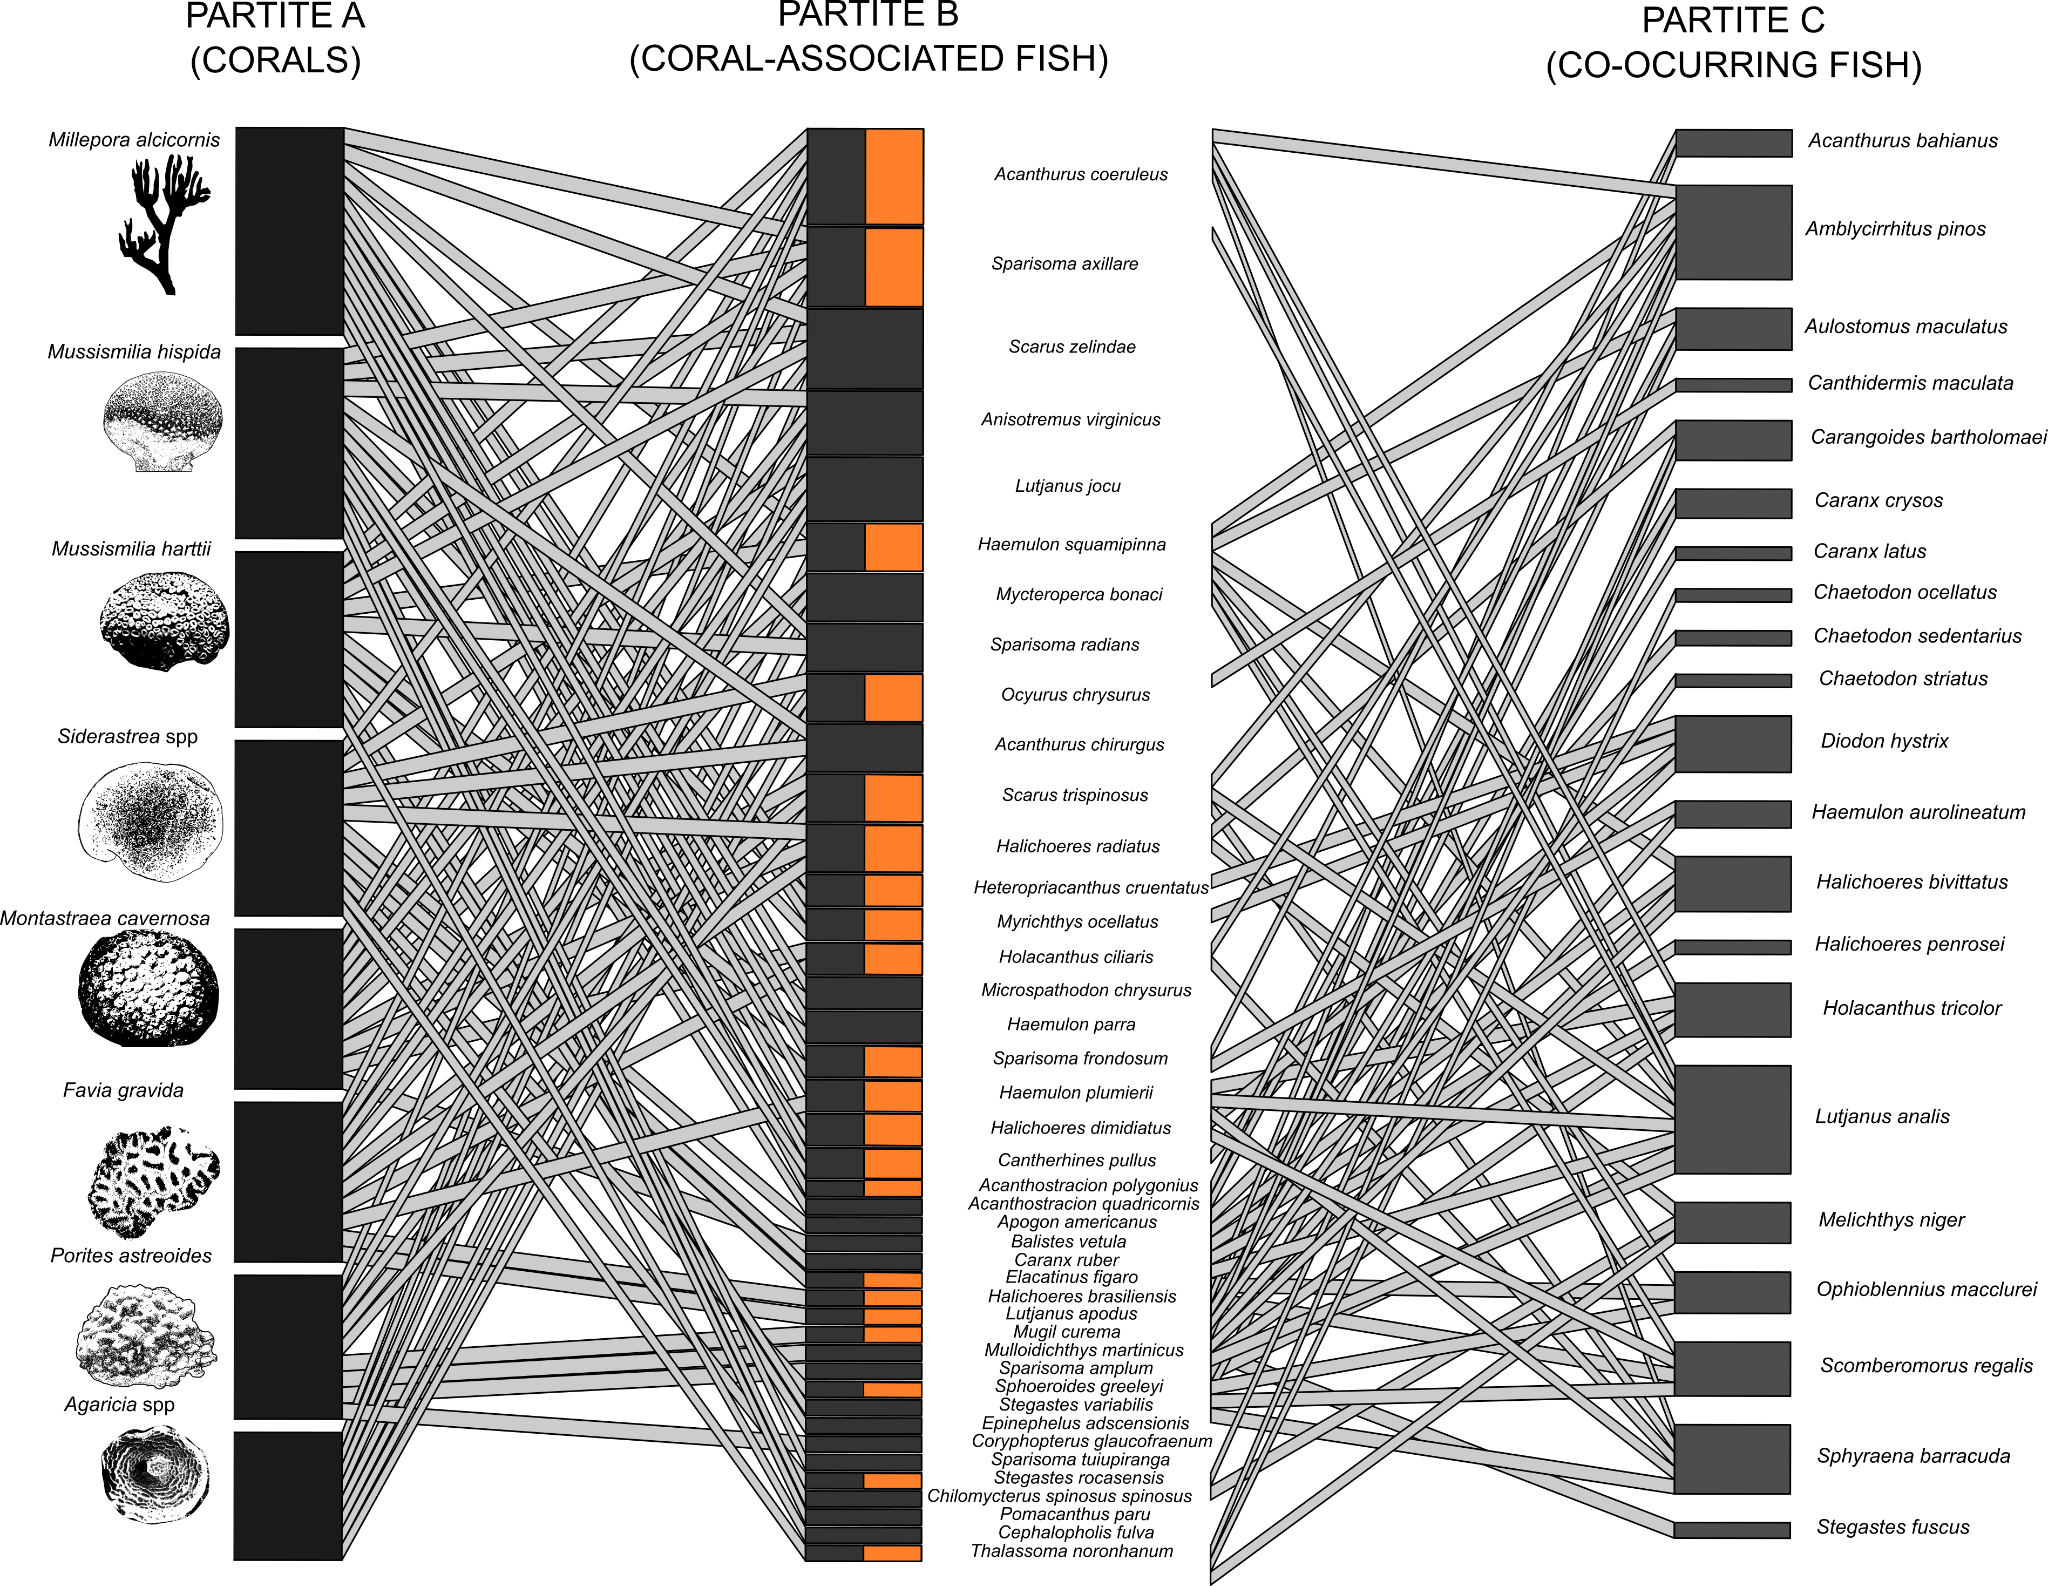 PARTITE A
(CORALS)
Millepora alcicornis
Mussismilia hispida
Mussismilia harttii
Siderastrea spp
Montastraea cavernosa
Favia gravida
Porites astreoides
Agaricia spp
PARTITE B
(CORAL-ASSOCIATED FISH)
Acanthurus coeruleus
Sparisoma axillare
Scarus zelindae
Anisotremus virginicus
Lutjanus jocu
Haemulon squamipinna
Mycteroperca bonaci
Sparisoma radians
Ocyurus chrysurus
Acanthurus chirurgus
Scarus trispinosus
Halichoeres radiatus
Heteropriacanthus cruentatus
Myrichthys ocellatus
Holacanthus ciliaris
Microspathodon chrysurus
Haemulon parra
Sparisoma frondosum
Haemulon plumierii
Halichoeres dimidiatus
Cantherhines pullus
Acanthostracion polygonius
Acanthostracion quadricornis
Apogon americanus
Balistes vetula
Caranx ruber
Elacatinus figaro
Halichoeres brasiliensis
Lutjanus apodus
Mugil curema
Mulloidichthys martinicus
Sparisoma amplum
Sphoeroides greeleyi
Stegastes variabilis
Epinephelus adscensionis
Coryphopterus glaucofraenum
Sparisoma tuiupiranga
Stegastes rocasensis
Chilomycterus spinosus spinosus
Pomacanthus paru
Cephalopholis fulva
Thalassoma noronhanum
PARTITE C
(CO-OCURRING FISH)
Acanthurus bahianus
Amblycirrhitus pinos
Aulostomus maculatus
Canthidermis maculata
Carangoides bartholomaei
Caranx crysos
Caranx latus
Chaetodon ocellatus
Chaetodon sedentarius
Chaetodon striatus
Diodon hystrix
Haemulon aurolineatum
Halichoeres bivittatus
Halichoeres penrosei
Holacanthus tricolor
Lutjanus analis
Melichthys niger
Ophioblennius macclurei
Scomberomorus regalis
Sphyraena barracuda
Stegastes fuscus